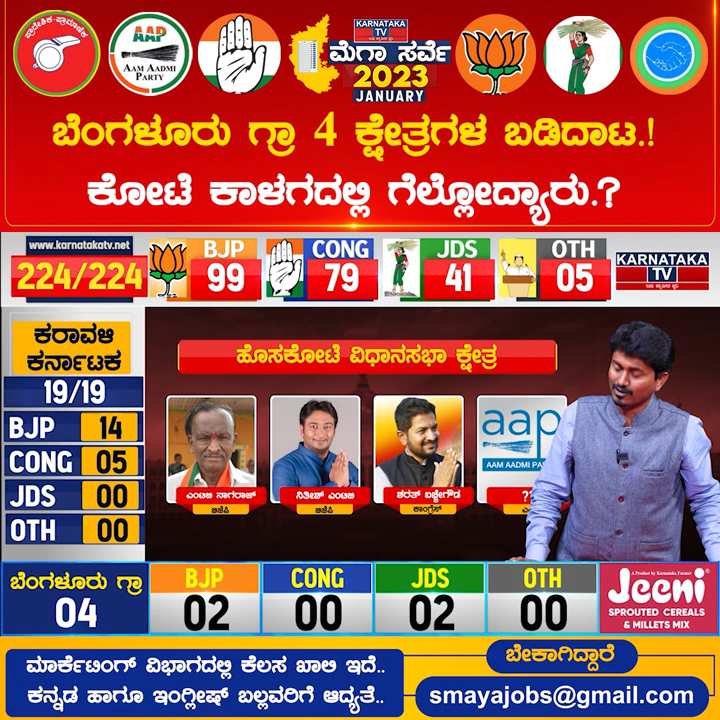 ಪ್ರಾದೇಶಿಕ-ಪ್ರಾಮಾಣಿಕ
AAP
AAM AADMI
PARTY
KARNATAKA
TV
ಮೆಗಾ ಸರ್ವೆ
2023
JANUARY
ಬೆಂಗಳೂರು ಗ್ರಾ 4 ಕ್ಷೇತ್ರಗಳ ಬಡಿದಾಟ.!
ಕೋಟೆ ಕಾಳಗದಲ್ಲಿ ಗೆಲ್ಲೋದ್ಯಾರು.?
www.karnatakatv.net
224/224
BJP
99
CONG
79
JDS
41
OTH
05
KARNATAKA
TV
ಕರಾವಳಿ
ಕರ್ನಾಟಕ
19/19
BJP 14
CONG 05
JDS 00
OTH 00
ಹೊಸಕೋಟೆ ವಿಧಾನಸಭಾ ಕ್ಷೇತ್ರ
aap
AAM AADMI
ಎಂಟಿಬಿ ನಾಗರಾಜ್
ಬಿಜೆಪಿ
ನಿತೀಶ್ ಎಂಟಿಬಿ
ಬಿಜೆಪಿ
ಶರತ್ ಬಚ್ಚೇಗೌಡ
ಕಾಂಗ್ರೆಸ್
ಬೆಂಗಳೂರು ಗ್ರಾ
04
BJP
02
CONG
00
JDS
02
OTH
00
A Product by Karnataka Farmer
Jeeni®
SPROUTED CEREALS
& MILLETS MIX
ಮಾರ್ಕೆಟಿಂಗ್ ವಿಭಾಗದಲ್ಲಿ ಕೆಲಸ ಖಾಲಿ ಇದೆ..
ಕನ್ನಡ ಹಾಗೂ ಇಂಗ್ಲೀಷ್ ಬಲ್ಲವರಿಗೆ ಆದ್ಯತೆ..
ಬೇಕಾಗಿದ್ದಾರೆ
smayajobs@gmail.com